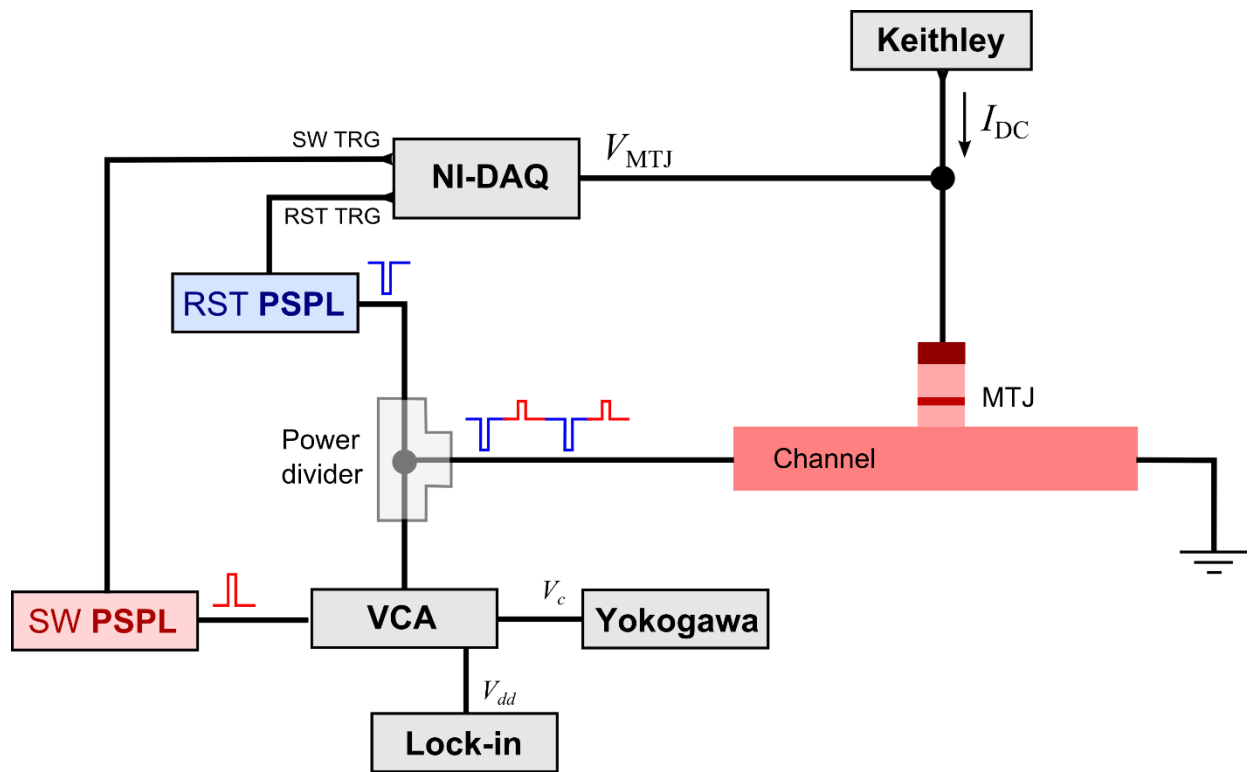 Keithley
I_DC
SW TRG
V_MTJ
NI-DAQ
RST TRG
RST PSPL
MTJ
Power
divider
Channel
SW PSPL
VCA
V_c
Yokogawa
V_dd
Lock-in